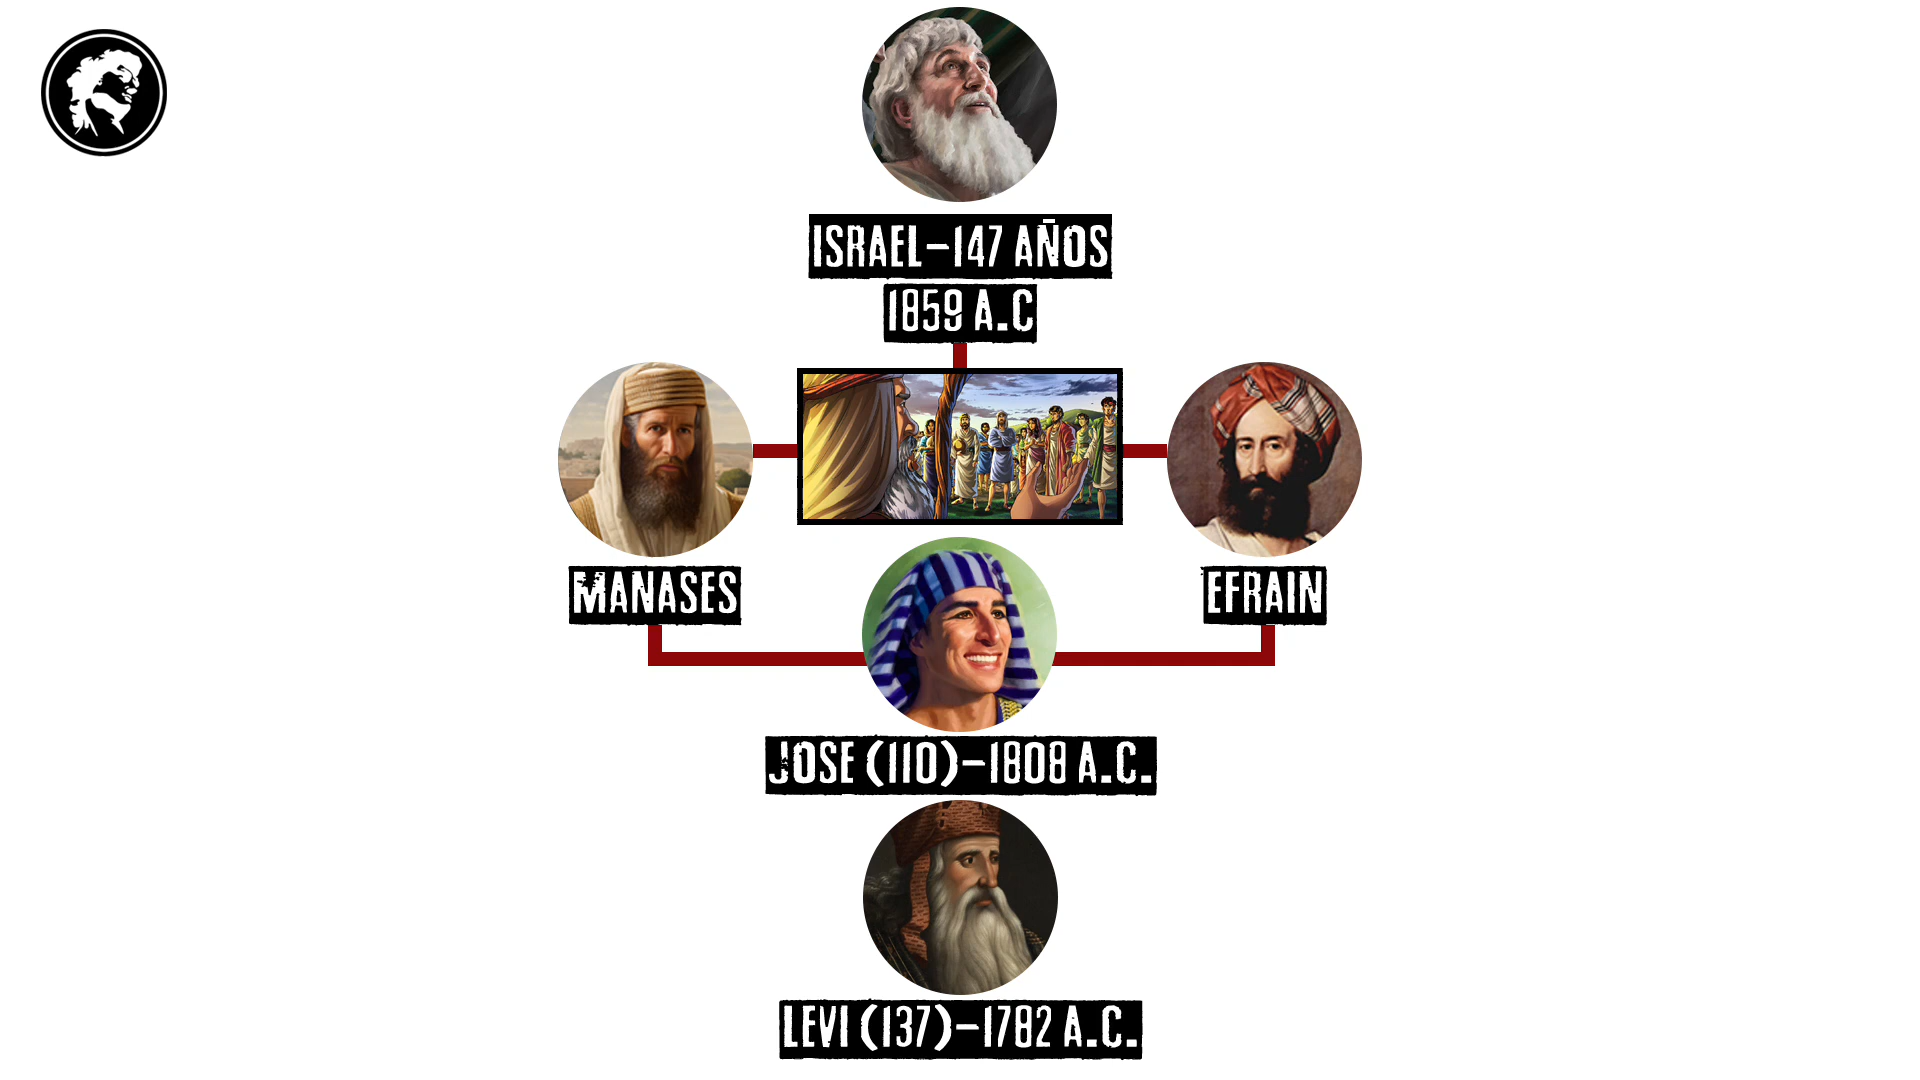 ISRAEL-147 AÑOS
1859 A.C
MANASES
EFRAIN
JOSE (110)-1808 A.C.
LEVI (137)-1782 A.C.